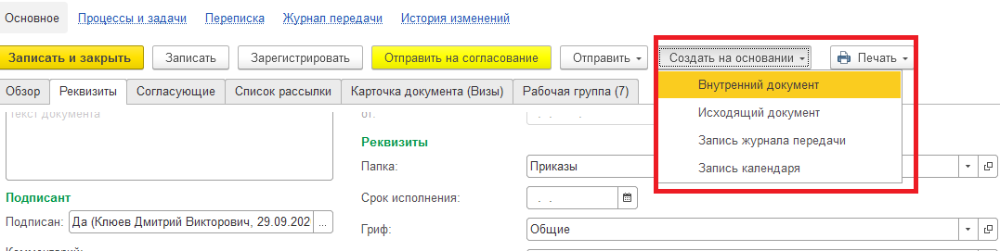 Основное Процессы и задачи Переписка Журнал передачи История изменений
Записать и закрыть Записать Зарегистрировать Отправить на согласование Отправить Создать на основании Печать
Обзор Реквизиты Согласующие Список рассылки Карточка документа (Визы) Рабочая группа (7)
Внутренний документ
Исходящий документ
Запись журнала передачи
Запись календаря
Текст документа
от:
Реквизиты
Папка: Приказы
Срок исполнения: . .
Подписант
Подписан: Да (Клюев Дмитрий Викторович, 29.09.202 ...
Гриф: Общие
Комментарий: